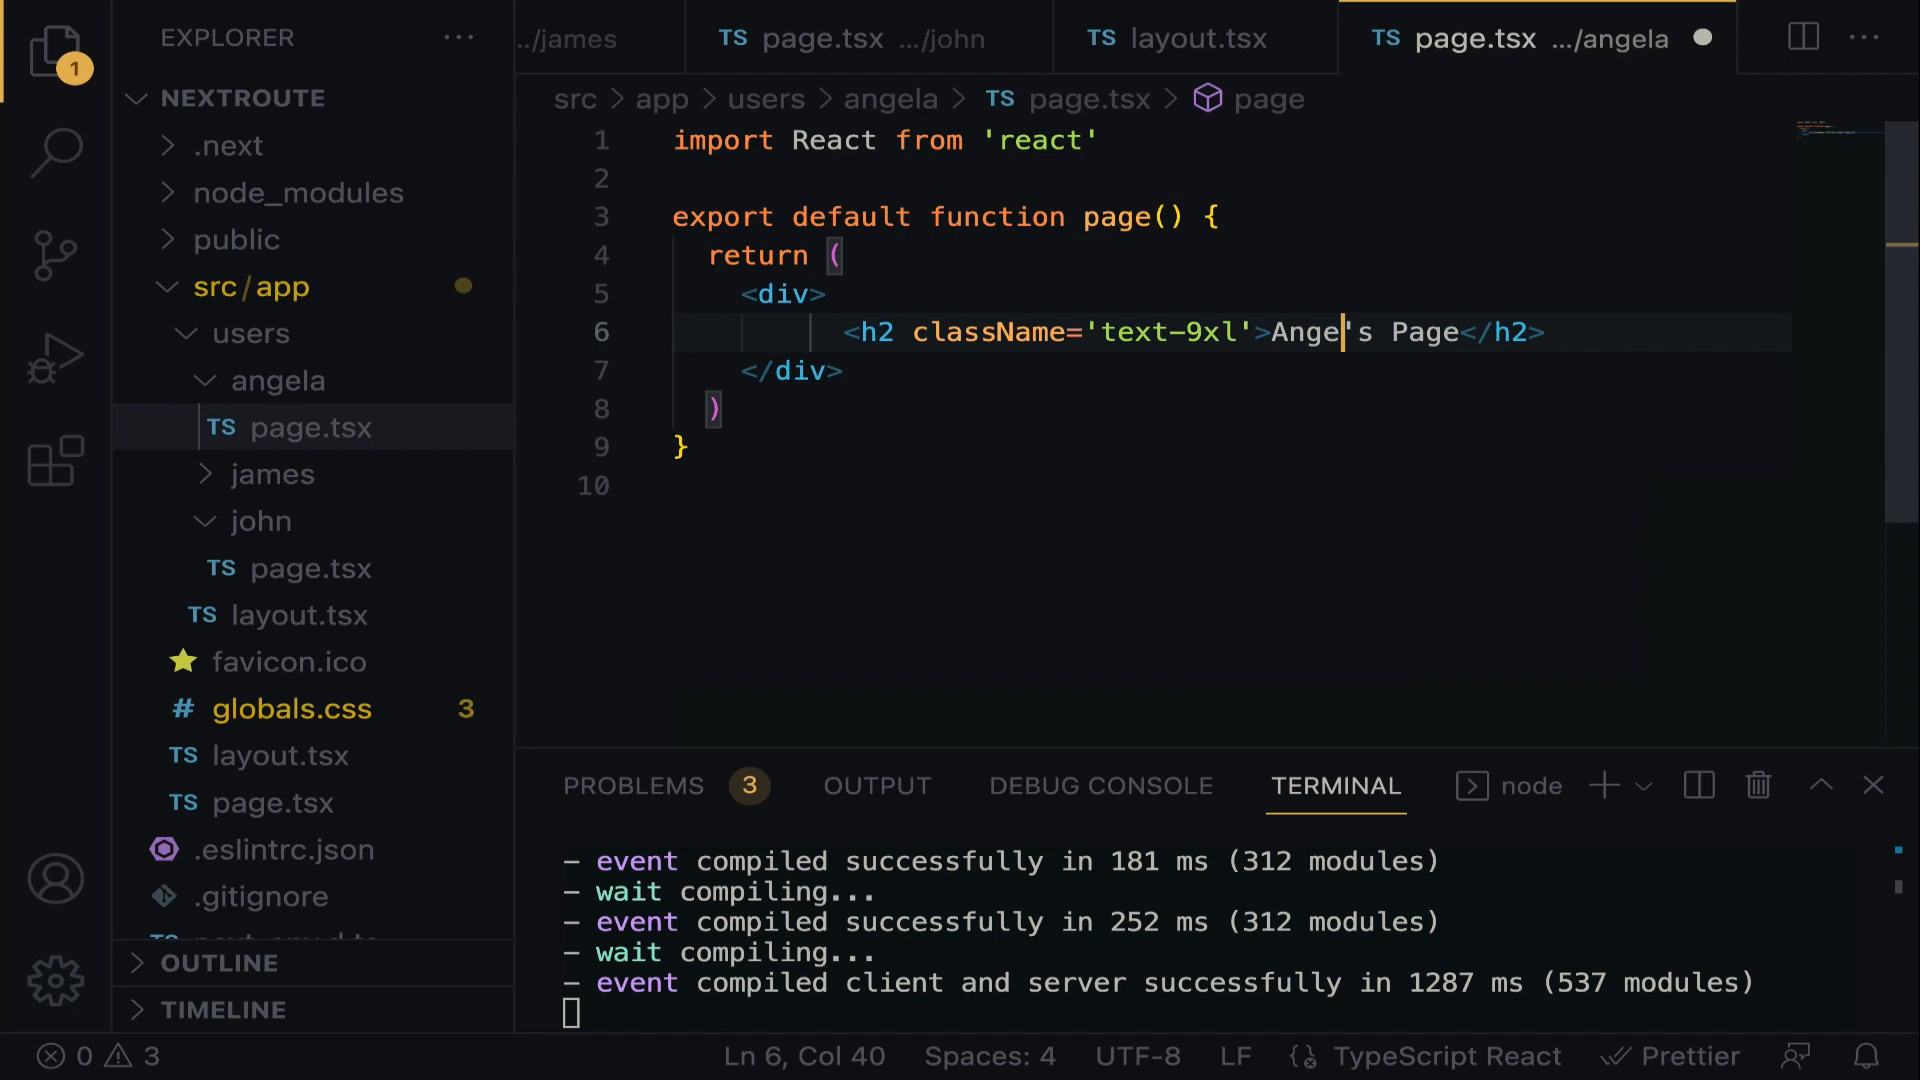 EXPLORER
1
NEXTROUTE
.next
node_modules
public
src/app
users
angela
TS page.tsx
james
john
TS page.tsx
TS layout.tsx
favicon.ico
# globals.css 3
TS layout.tsx
TS page.tsx
.eslintrc.json
.gitignore
OUTLINE
TIMELINE
../james
TS page.tsx .../john
TS layout.tsx
TS page.tsx .../angela
src > app > users > angela > TS page.tsx > page
1 import React from 'react'
2
3 export default function page() {
4 return (
5 <div>
6 <h2 className='text-9xl'>Ange's Page</h2>
7 </div>
8 )
9 }
10
PROBLEMS 3 OUTPUT DEBUG CONSOLE TERMINAL node
– event compiled successfully in 181 ms (312 modules)
– wait compiling...
– event compiled successfully in 252 ms (312 modules)
– wait compiling...
– event compiled client and server successfully in 1287 ms (537 modules)
0 3 Ln 6, Col 40 Spaces: 4 UTF-8 LF TypeScript React Prettier